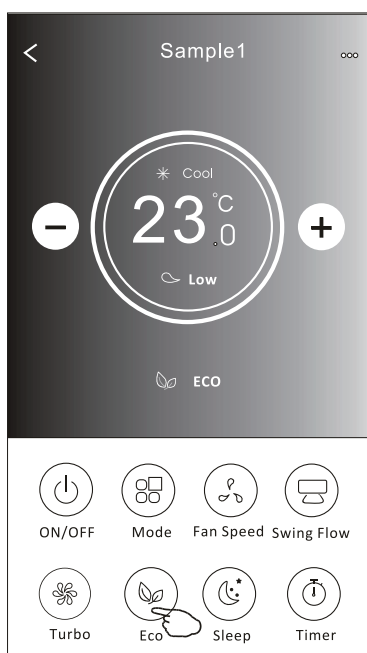 Sample1
Cool
23.0°C
Low
ECO
ON/OFF Mode Fan Speed Swing Flow
Turbo Eco Sleep Timer